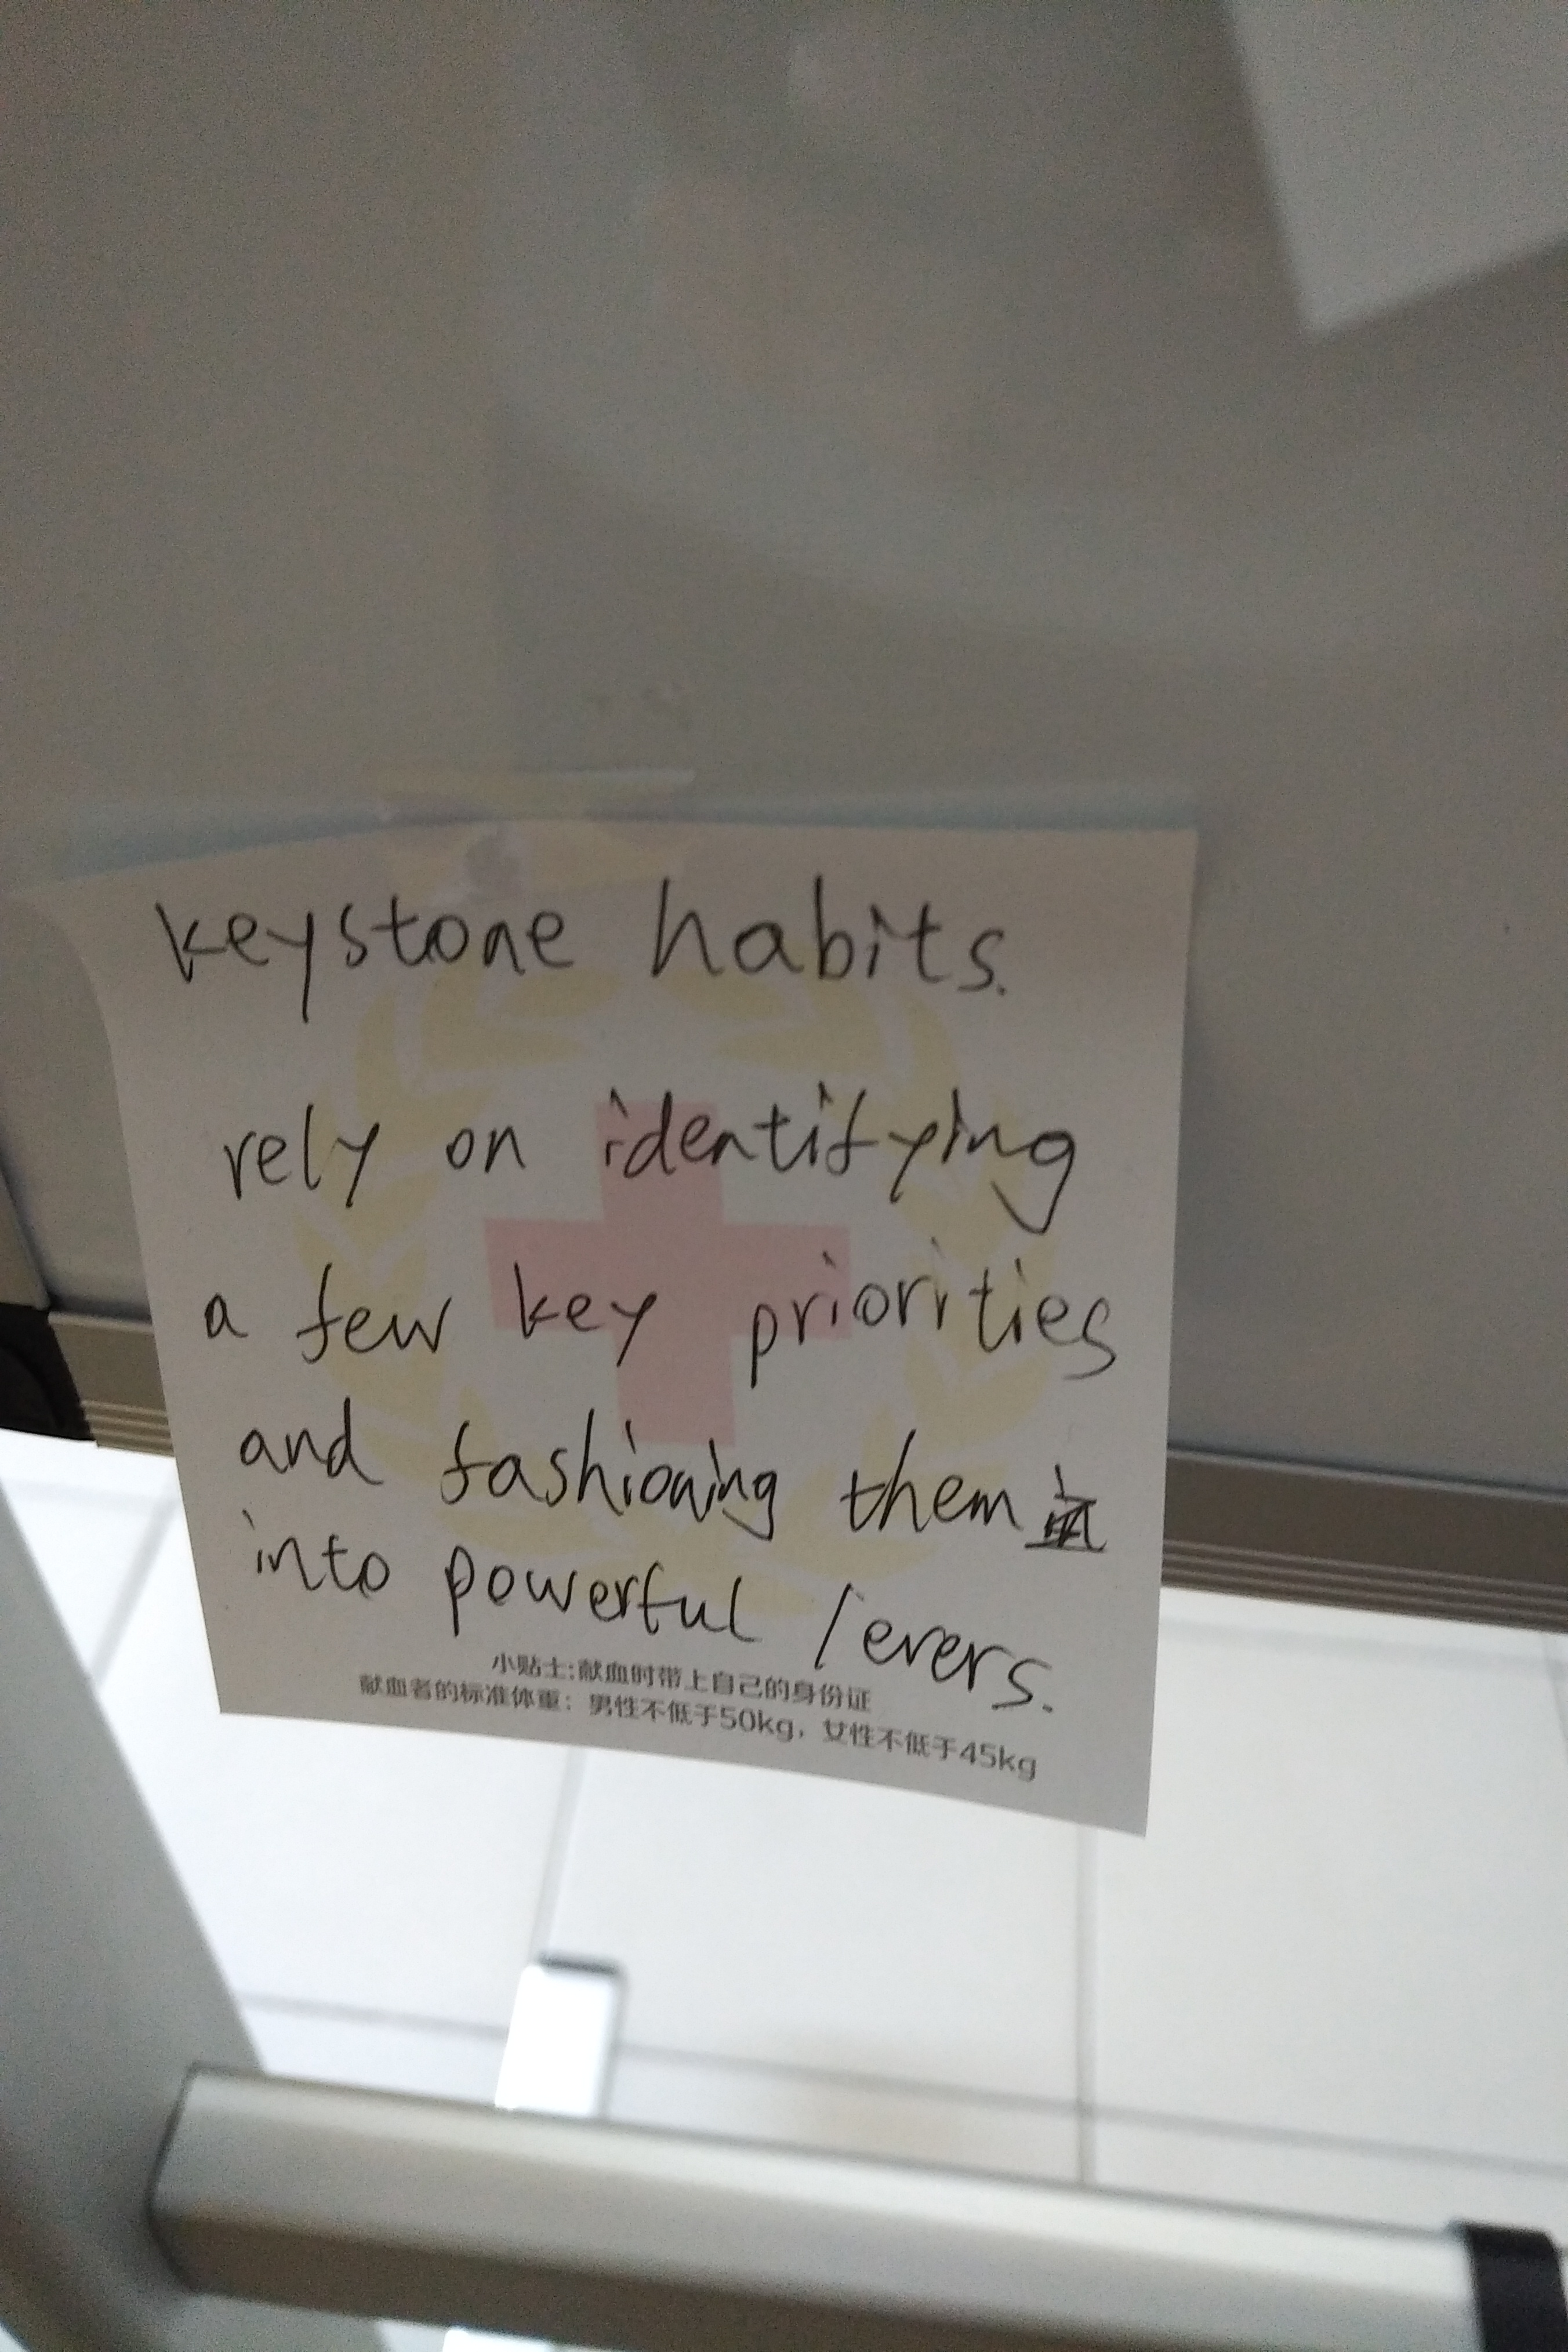 keystone habits.
rely on identifying
a few key priorities
and fashioning them
into powerful levers.
小贴士:献血时带上自己的身份证
献血者的标准体重：男性不低于50kg，女性不低于45kg